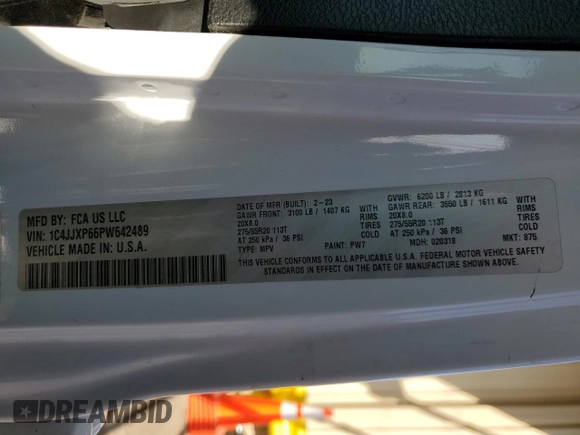 MFD BY: FCA US LLC
VIN: 1C4JJXP66PW642489
VEHICLE MADE IN: U.S.A.
DATE OF MFR (BUILT): 2-23
GVWR: 6200 LB / 2813 KG
GAWR FRONT: 3100 LB / 1407 KG
GAWR REAR: 3550 LB / 1611 KG
20X8.0
20X8.0
TIRES
275/55R20 113T
275/55R20 113T
TIRES
COLD
AT 250 kPa / 36 PSI
AT 250 kPa / 36 PSI
COLD
TYPE: MPV
PAINT: PW7
MDH: 020318
MKT: 975
THIS VEHICLE CONFORMS TO ALL APPLICABLE U.S.A. FEDERAL MOTOR VEHICLE SAFETY
STANDARDS IN EFFECT ON THE DATE OF MANUFACTURE SHOWN ABOVE.
DREAMBID